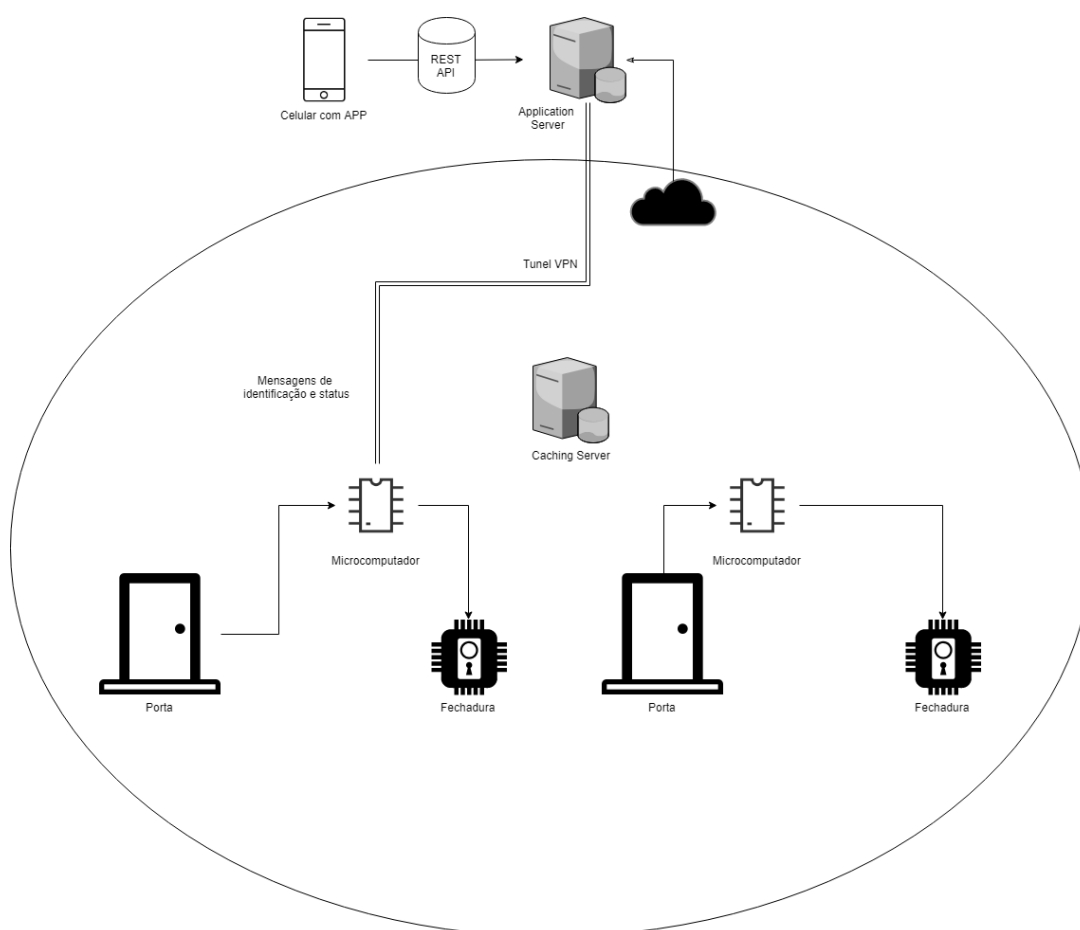 REST
API
Celular com APP
Application
Server
Tunel VPN
Mensagens de
identificação e status
Caching Server
Microcomputador
Microcomputador
Porta
Fechadura
Porta
Fechadura